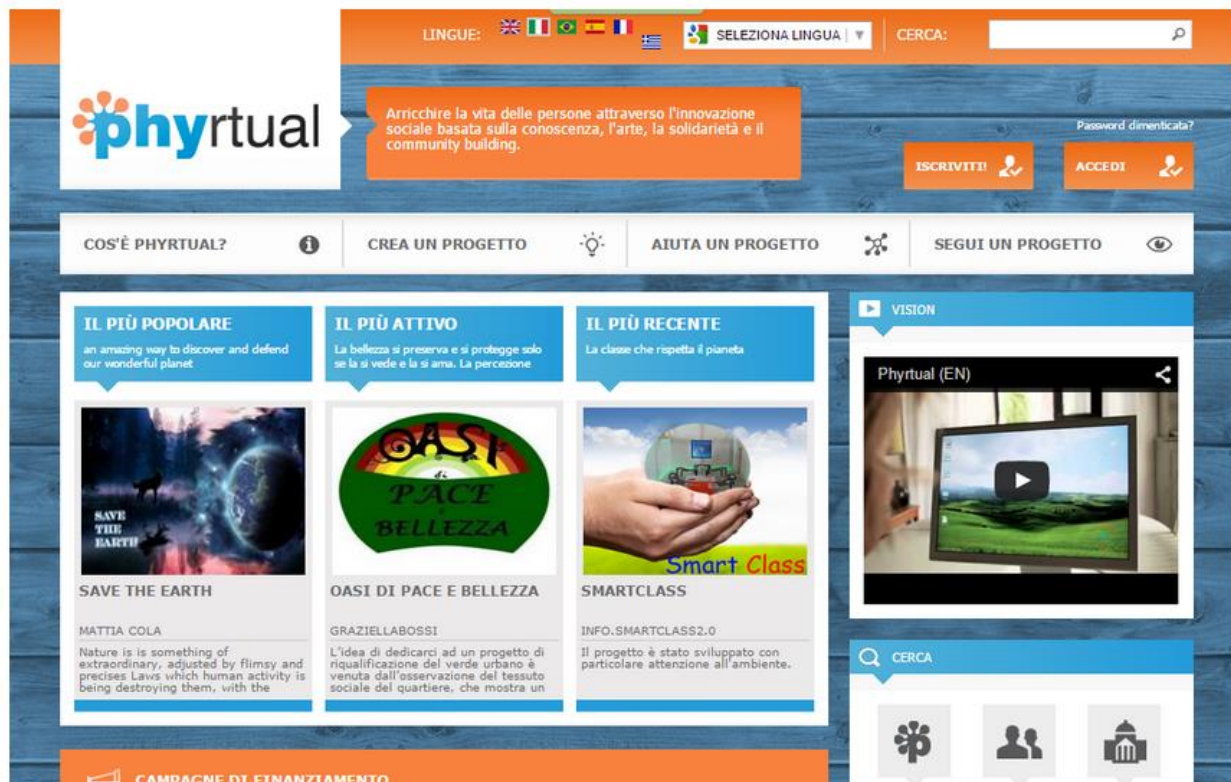 LINGUE:
SELEZIONA LINGUA
CERCA:
phyrtual
Arricchire la vita delle persone attraverso l'innovazione
sociale basata sulla conoscenza, l'arte, la solidarietà e il
community building.
Password dimenticata?
ISCRIVITI!
ACCEDI
COS'È PHYRTUAL?
CREA UN PROGETTO
AIUTA UN PROGETTO
SEGUI UN PROGETTO
IL PIÙ POPOLARE
an amazing way to discover and defend
our wonderful planet
IL PIÙ ATTIVO
La bellezza si preserva e si protegge solo
se la si vede e la si ama. La percezione
IL PIÙ RECENTE
La classe che rispetta il pianeta
VISION
Phyrtual (EN)
SAVE
THE
EARTH
OASI
di
PACE
e
BELLEZZA
Smart Class
SAVE THE EARTH
MATTIA COLA
Nature is is something of
extraordinary, adjusted by flimsy and
precises Laws which human activity is
being destroying them, with the
OASI DI PACE E BELLEZZA
GRAZIELLABOSSI
L'idea di dedicarci ad un progetto di
riqualificazione del verde urbano è
venuta dall'osservazione del tessuto
sociale del quartiere, che mostra un
SMARTCLASS
INFO.SMARTCLASS2.0
Il progetto è stato sviluppato con
particolare attenzione all'ambiente.
CERCA
CAMPAGNE DI FINANZIAMENTO